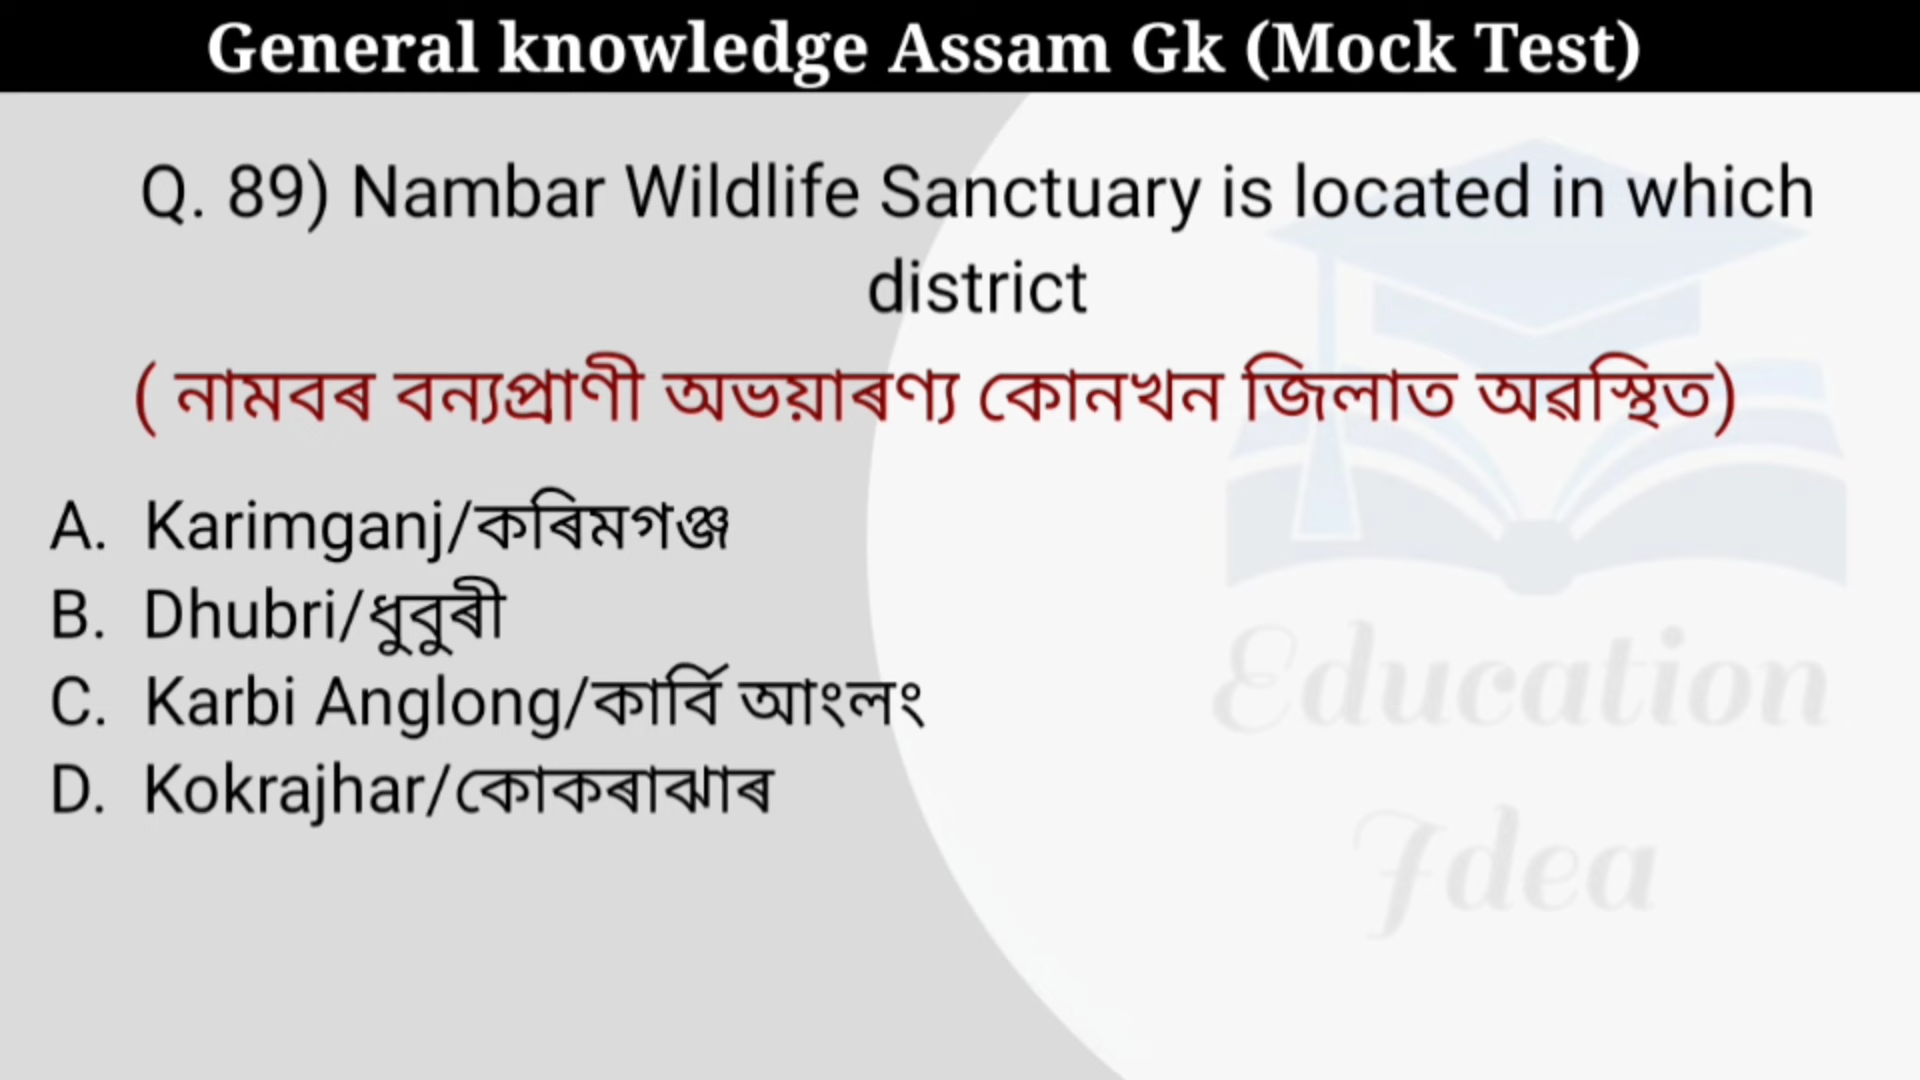 General knowledge Assam Gk (Mock Test)
Q. 89) Nambar Wildlife Sanctuary is located in which
district
( নামবৰ বন্যপ্ৰাণী অভয়াৰণ্য কোনখন জিলাত অৱস্থিত)
A. Karimganj/কৰিমগঞ্জ
B. Dhubri/ধুবুৰী
C. Karbi Anglong/কাৰ্বি আংলং
D. Kokrajhar/কোকৰাঝাৰ
Education
Idea